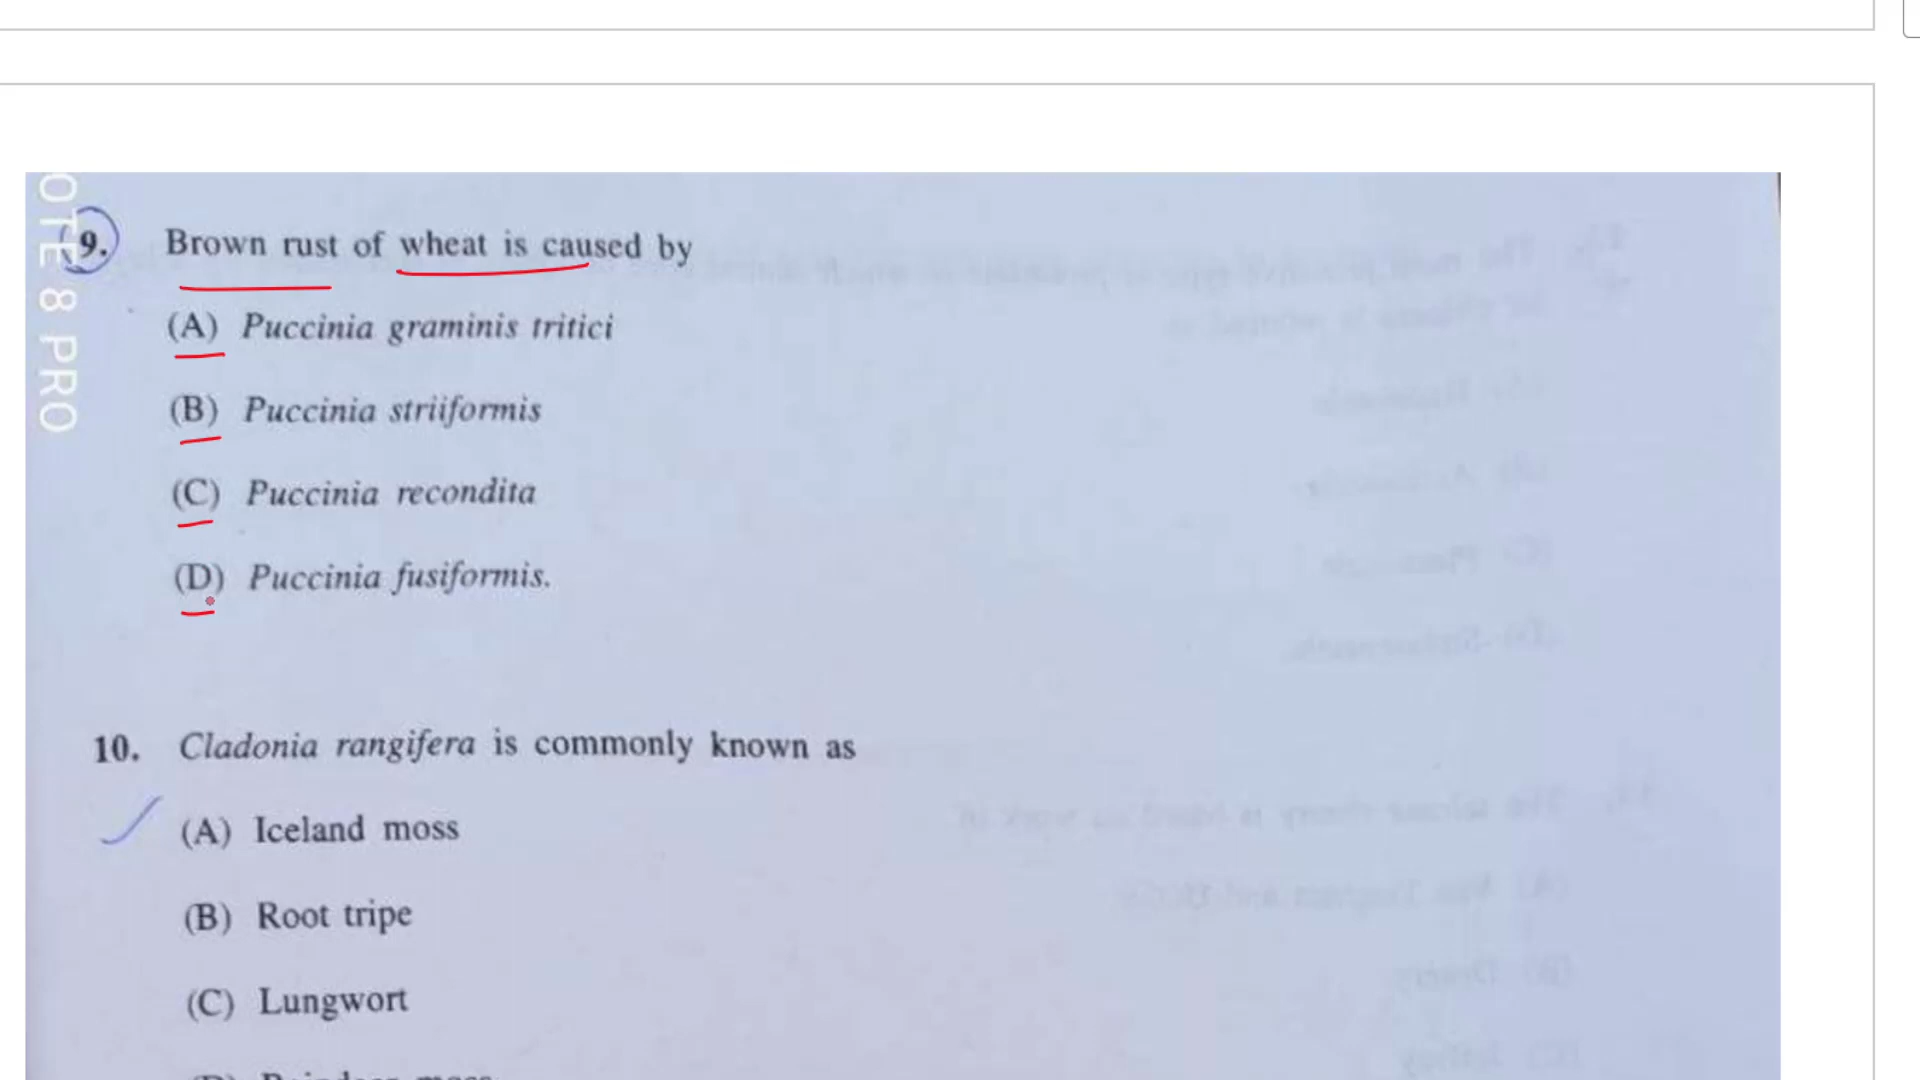 OTE 8 PRO
9. Brown rust of wheat is caused by
(A) Puccinia graminis tritici
(B) Puccinia striiformis
(C) Puccinia recondita
(D) Puccinia fusiformis.
10. Cladonia rangifera is commonly known as
(A) Iceland moss
(B) Root tripe
(C) Lungwort